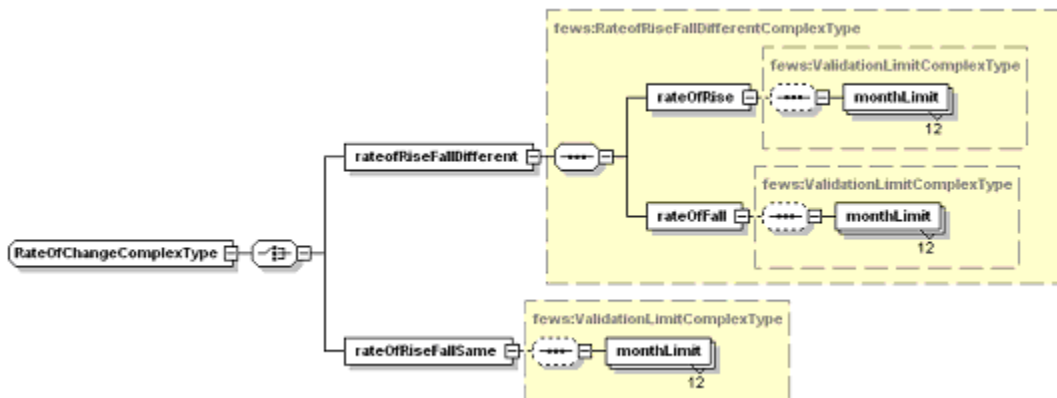 fews:RateofRiseFallDifferentComplexType
fews:ValidationLimitComplexType
rateOfRise
monthLimit
12
rateofRiseFallDifferent
fews:ValidationLimitComplexType
rateOfFall
monthLimit
12
RateOfChangeComplexType
fews:ValidationLimitComplexType
rateOfRiseFallSame
monthLimit
12